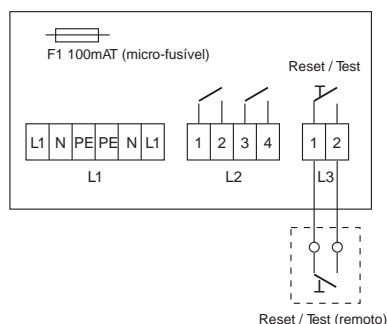 F1 100mAT (micro-fusível)
Reset / Test
L1 N PE PE N L1
1 2 3 4
1 2
L1
L2
L3
Reset / Test (remoto)